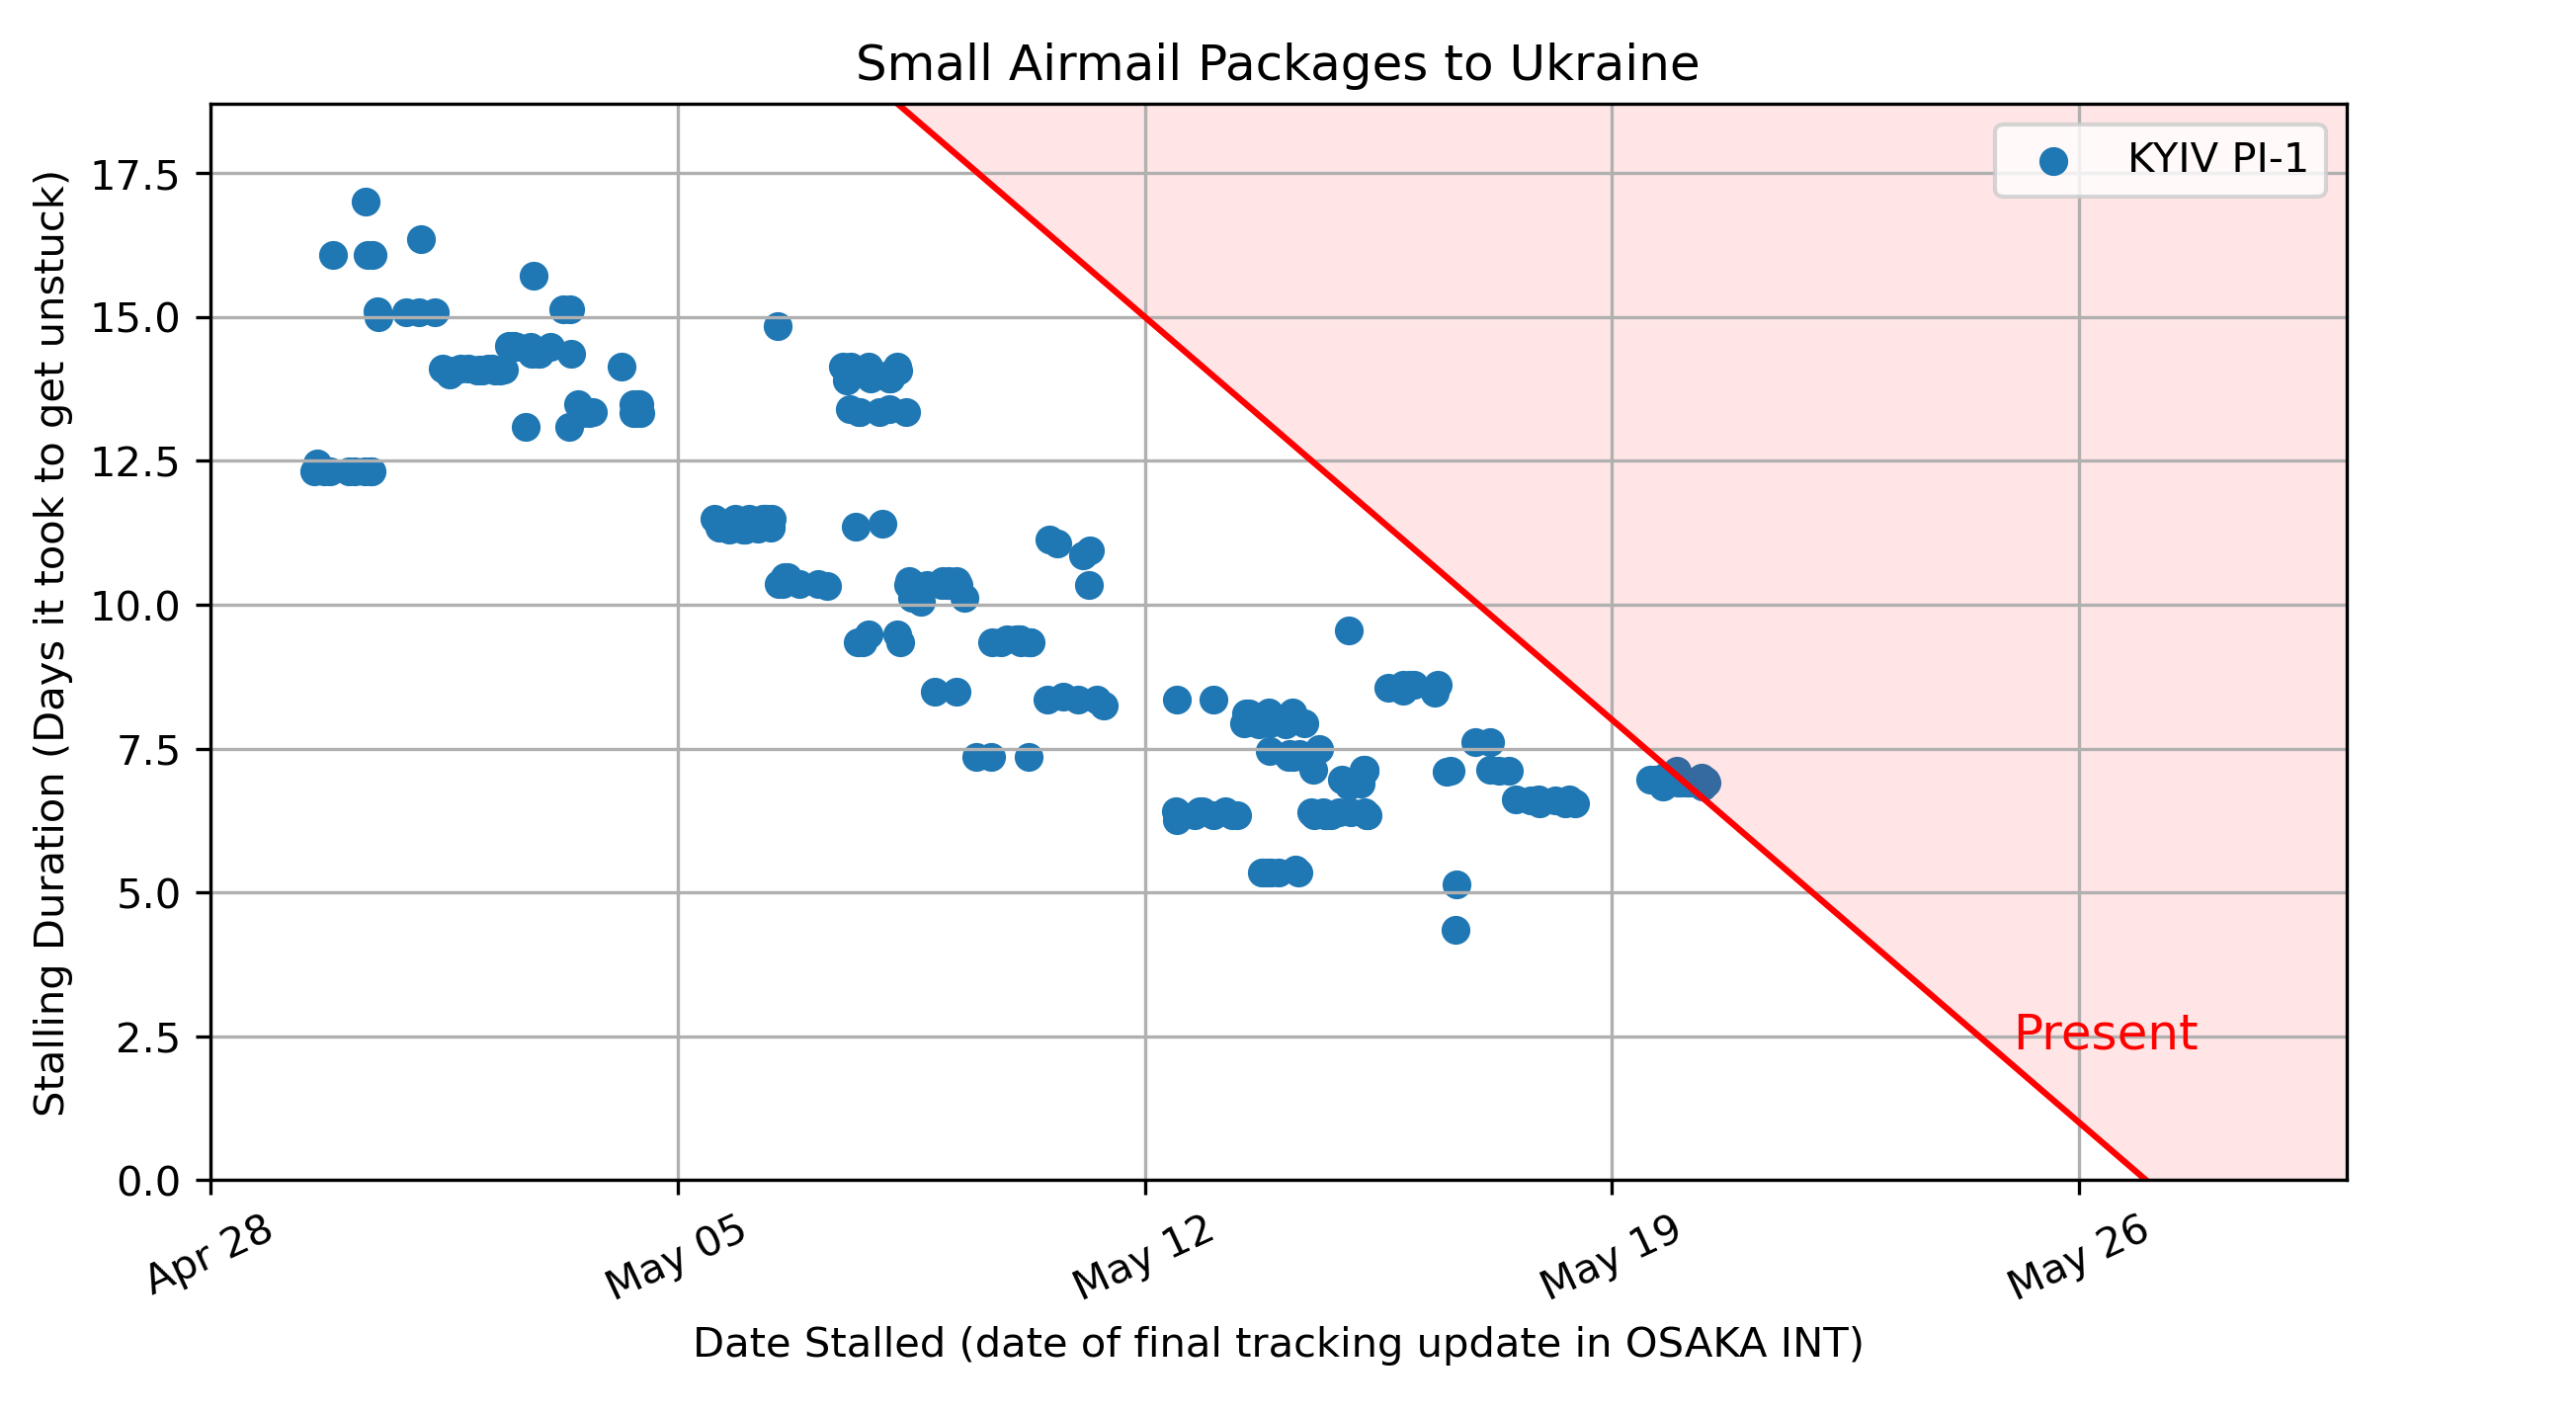 Small Airmail Packages to Ukraine
KYIV PI-1
Stalling Duration (Days it took to get unstuck)
17.5
15.0
12.5
10.0
7.5
5.0
2.5
0.0
Present
Apr 28
May 05
May 12
May 19
May 26
Date Stalled (date of final tracking update in OSAKA INT)